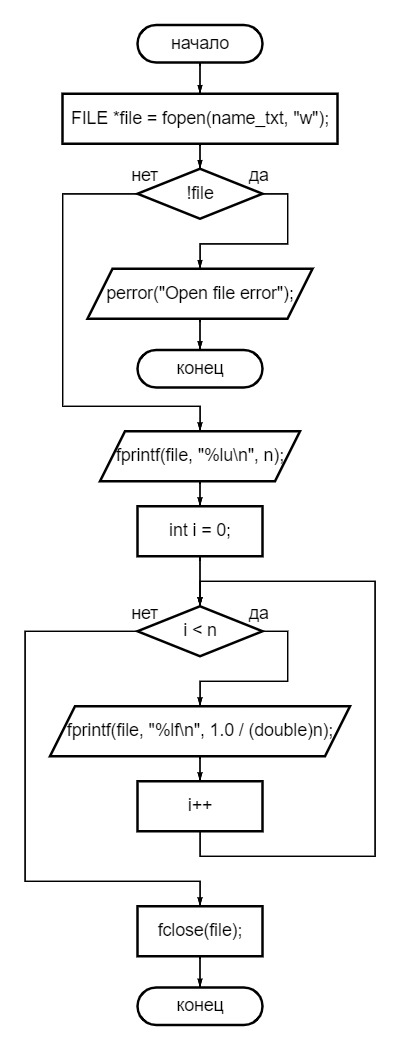 начало
FILE *file = fopen(name_txt, "w");
нет
да
!file
perror("Open file error");
конец
fprintf(file, "%lu\n", n);
int i = 0;
нет
да
i < n
fprintf(file, "%lf\n", 1.0 / (double)n);
i++
fclose(file);
конец